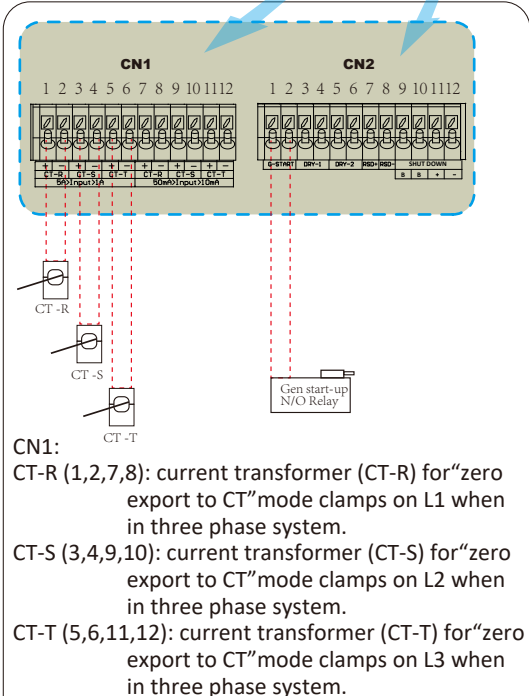 CN1 CN2
1 2 3 4 5 6 7 8 9 10 11 12 1 2 3 4 5 6 7 8 9 10 11 12
+ - + - + - + - + - + - G-START DRY-1 DRY-2 RSD+ RSD- SHUT DOWN
CT-R CT-S CT-T CT-R CT-S CT-T B B + -
5A>Input>1A 50mA>Input>10mA
CT -R
CT -S
CT -T
Gen start-up
N/O Relay
CN1:
CT-R (1,2,7,8): current transformer (CT-R) for“zero
export to CT”mode clamps on L1 when
in three phase system.
CT-S (3,4,9,10): current transformer (CT-S) for“zero
export to CT”mode clamps on L2 when
in three phase system.
CT-T (5,6,11,12): current transformer (CT-T) for“zero
export to CT”mode clamps on L3 when
in three phase system.